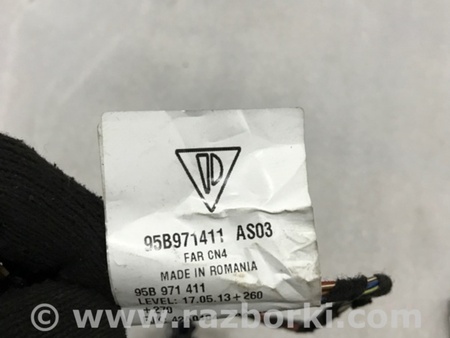 95B971411 AS03
FAR CN4
MADE IN ROMANIA
95B 971 411
LEVEL: 17.05.13+260
www.razborki.com